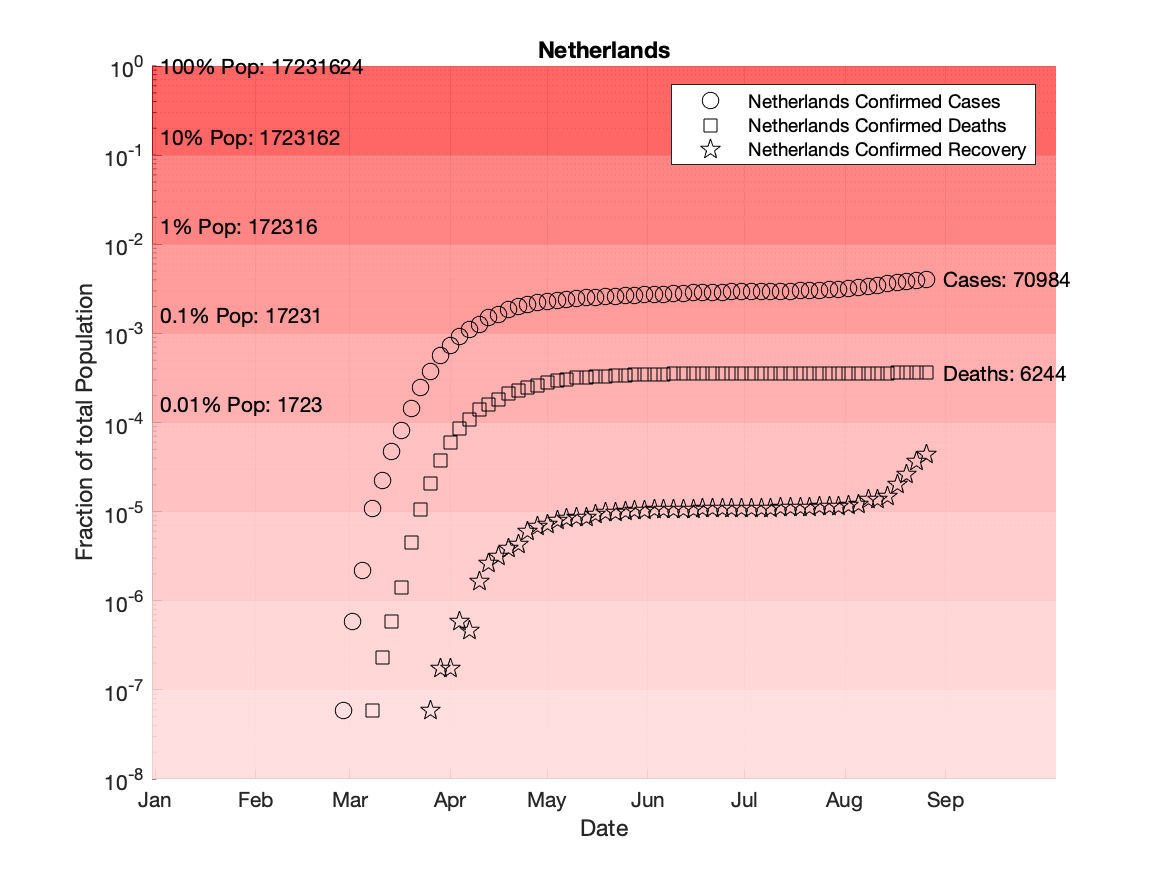 Netherlands
10^0
100% Pop: 17231624
Netherlands Confirmed Cases
Netherlands Confirmed Deaths
Netherlands Confirmed Recovery
10% Pop: 1723162
10^-1
1% Pop: 172316
10^-2
Cases: 70984
0.1% Pop: 17231
10^-3
Deaths: 6244
0.01% Pop: 1723
10^-4
10^-5
10^-6
10^-7
10^-8
Fraction of total Population
Jan Feb Mar Apr May Jun Jul Aug Sep
Date